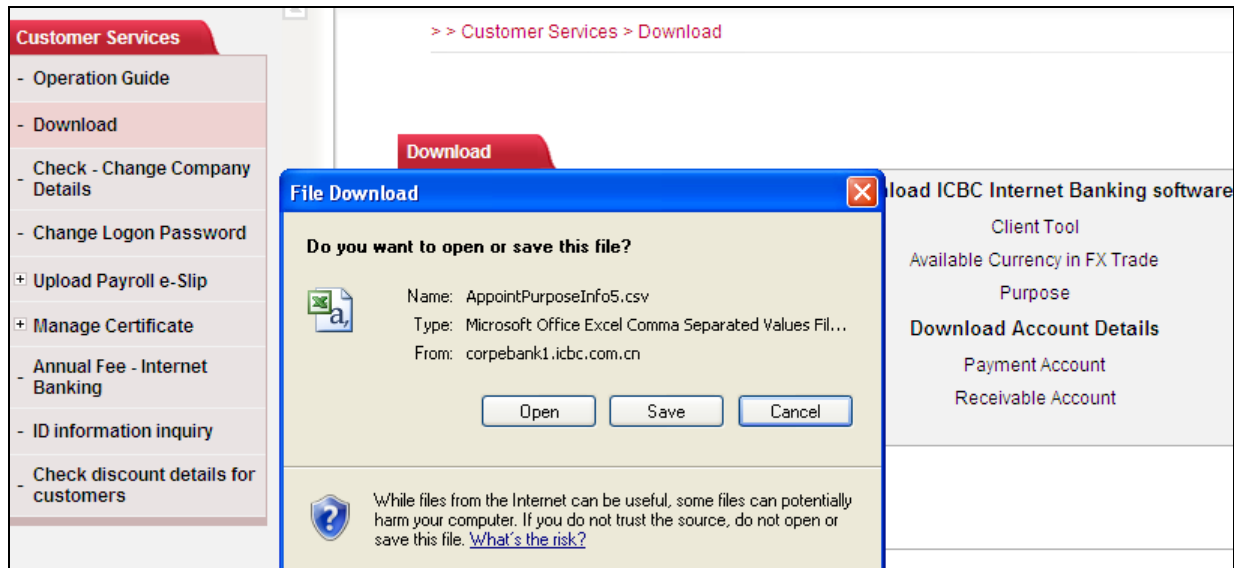 Customer Services
- Operation Guide
- Download
- Check - Change Company
Details
- Change Logon Password
+ Upload Payroll e-Slip
+ Manage Certificate
- Annual Fee - Internet
Banking
- ID information inquiry
- Check discount details for
customers
> > Customer Services > Download
Download
File Download
Do you want to open or save this file?
Name: AppointPurposeInfo5.csv
Type: Microsoft Office Excel Comma Separated Values Fil...
From: corpebank1.icbc.com.cn
Open Save Cancel
While files from the Internet can be useful, some files can potentially
harm your computer. If you do not trust the source, do not open or
save this file. What's the risk?
nload ICBC Internet Banking software
Client Tool
Available Currency in FX Trade
Purpose
Download Account Details
Payment Account
Receivable Account